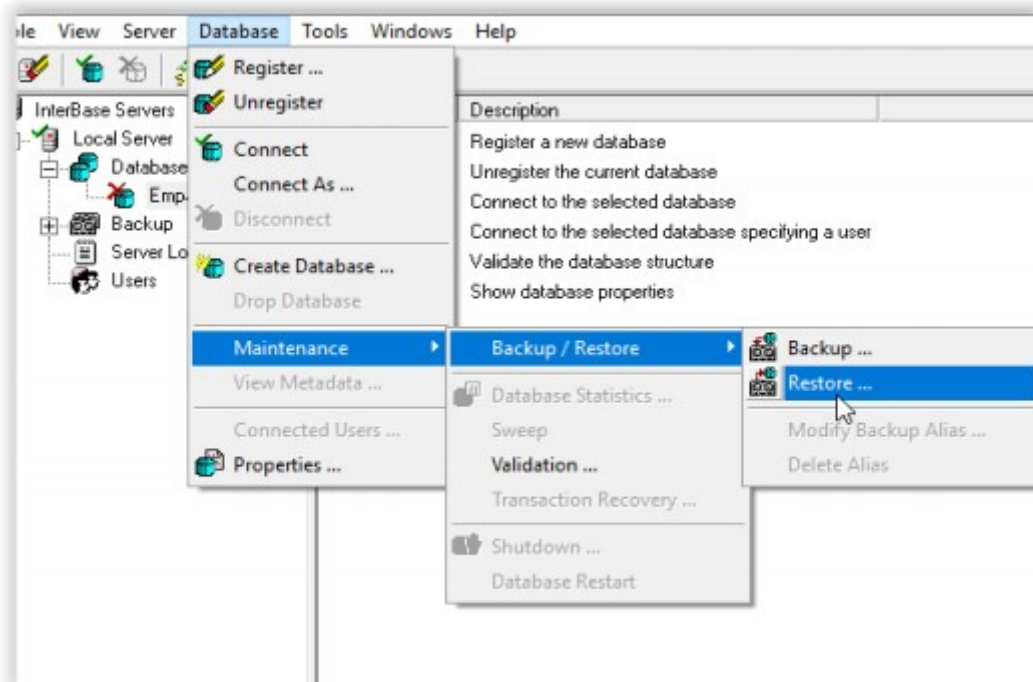 ole View Server Database Tools Windows Help
Register ...
Unregister
Connect
Connect As ...
Disconnect
Create Database ...
Drop Database
Maintenance
View Metadata ...
Connected Users ...
Properties ...
InterBase Servers
Local Server
Database
Emp
Backup
Server Lo
Users
Description
Register a new database
Unregister the current database
Connect to the selected database
Connect to the selected database specifying a user
Validate the database structure
Show database properties
Backup / Restore
Database Statistics ...
Sweep
Validation ...
Transaction Recovery ...
Shutdown ...
Database Restart
Backup ...
Restore ...
Modify Backup Alias ...
Delete Alias